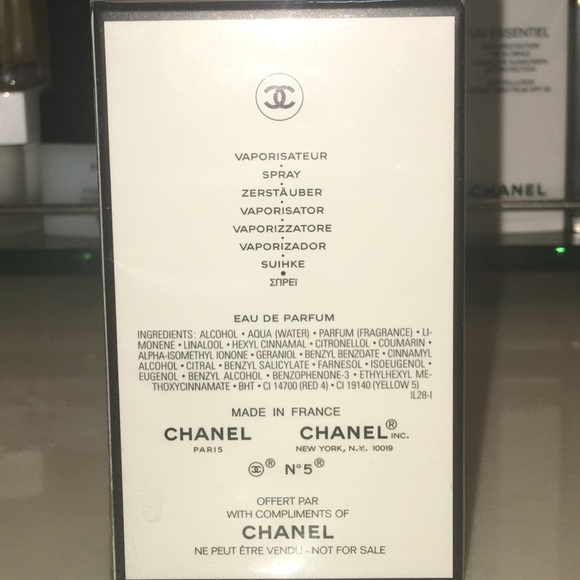 VAPORISATEUR
SPRAY
ZERSTÄUBER
VAPORISATOR
VAPORIZZATORE
VAPORIZADOR
SUIHKE
ΣΠΡΕΪ
EAU DE PARFUM
INGREDIENTS: ALCOHOL • AQUA (WATER) • PARFUM (FRAGRANCE) • LI-
MONENE • LINALOOL • HEXYL CINNAMAL • CITRONELLOL • COUMARIN •
ALPHA-ISOMETHYL IONONE • GERANIOL • BENZYL BENZOATE • CINNAMYL
ALCOHOL • CITRAL • BENZYL SALICYLATE • FARNESOL • ISOEUGENOL •
EUGENOL • BENZYL ALCOHOL • BENZOPHENONE-3 • ETHYLHEXYL ME-
THOXYCINNAMATE • BHT • CI 14700 (RED 4) • CI 19140 (YELLOW 5)
IL28-I
MADE IN FRANCE
CHANEL CHANEL® INC.
PARIS NEW YORK, N.Y. 10019
® N°5®
OFFERT PAR
WITH COMPLIMENTS OF
CHANEL
NE PEUT ÊTRE VENDU - NOT FOR SALE
UV ESSENTIEL
CHANEL